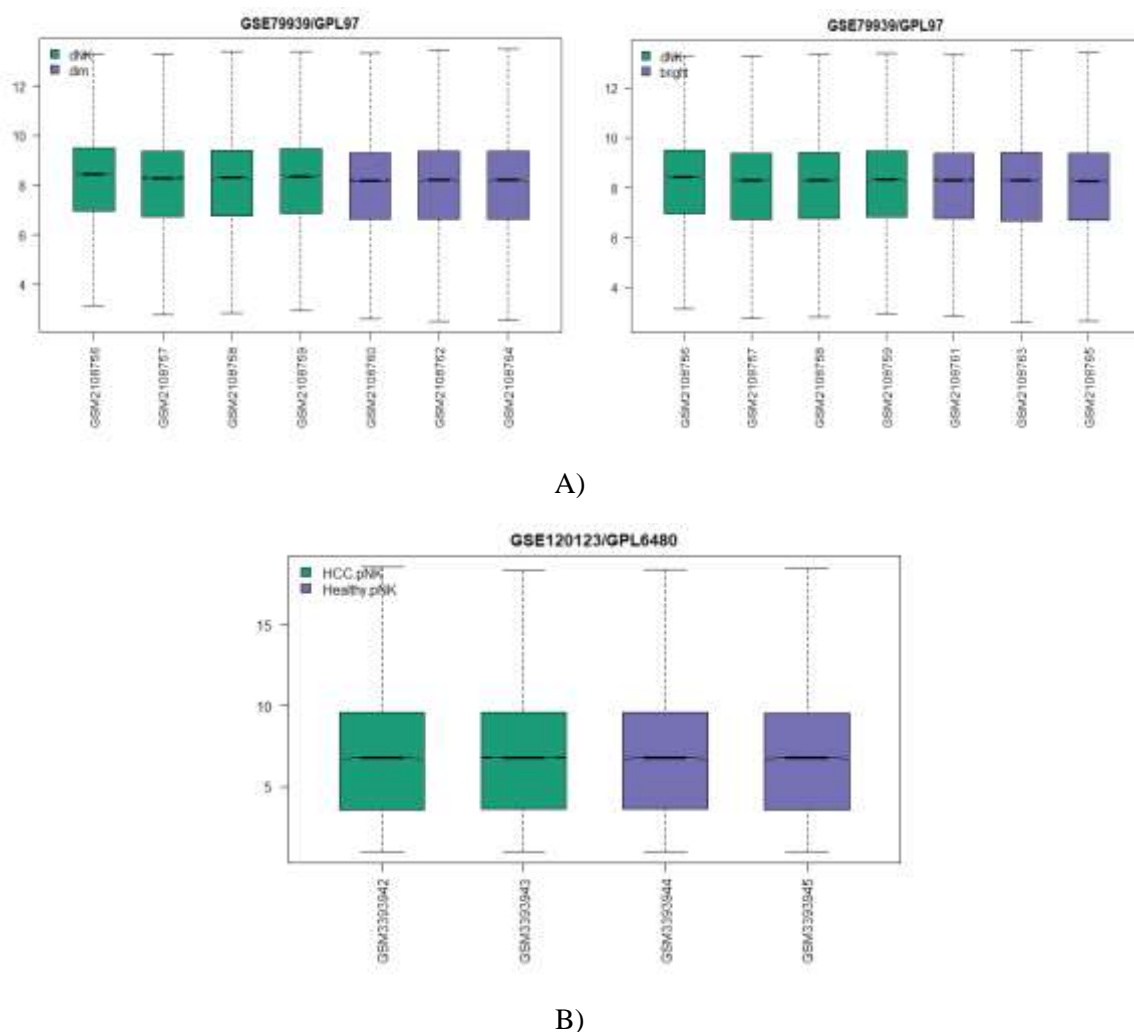 GSE79939/GPL97
dNK
dim
12
10
8
6
4
GSM2108756
GSM2108757
GSM2108758
GSM2108759
GSM2108760
GSM2108762
GSM2108764
GSE79939/GPL97
dNK
bright
12
10
8
6
4
GSM2108756
GSM2108757
GSM2108758
GSM2108759
GSM2108761
GSM2108763
A)
GSE120123/GPL6480
HCC.pNK
Healthy.pNK
15
10
5
GSM3393942
GSM3393943
GSM3393944
GSM3393945
B)